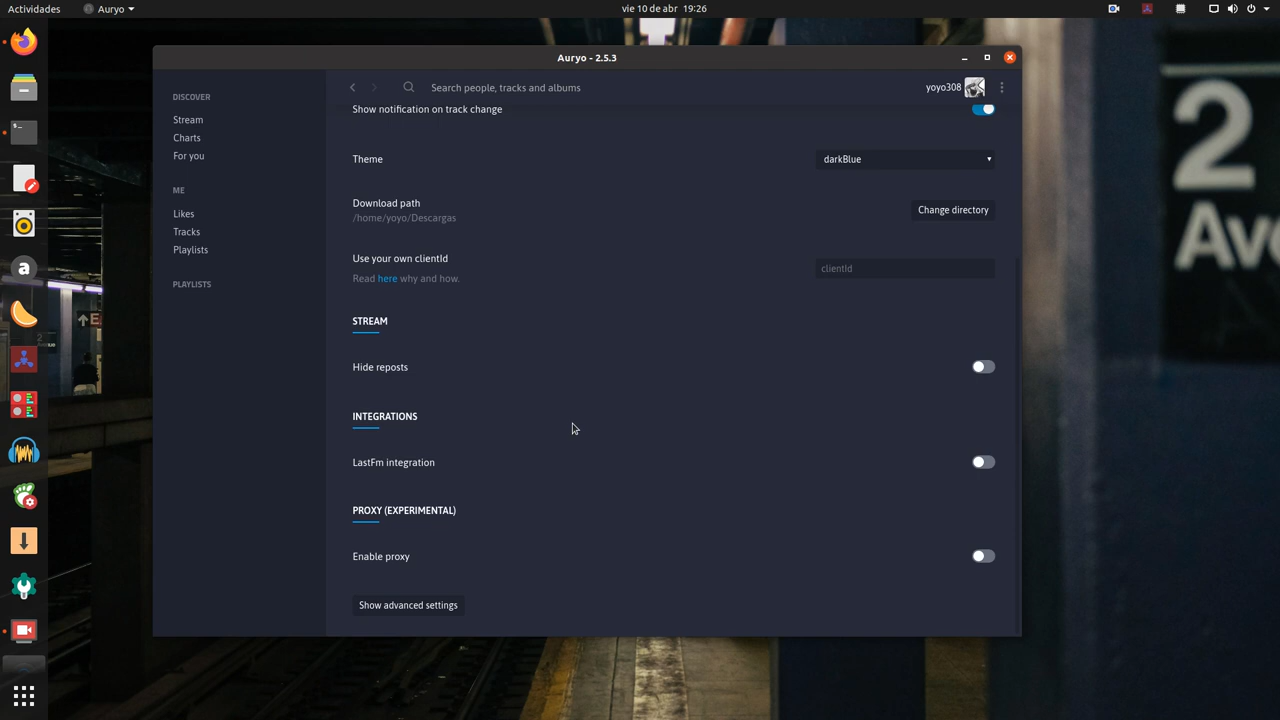 Actividades
Auryo
vie 10 de abr 19:26
Auryo - 2.5.3
DISCOVER
Stream
Charts
For you
ME
Likes
Tracks
Playlists
PLAYLISTS
Search people, tracks and albums
yoyo308
Show notification on track change
Theme
darkBlue
Download path
/home/yoyo/Descargas
Change directory
Use your own clientId
Read here why and how.
clientId
STREAM
Hide reposts
INTEGRATIONS
LastFm integration
PROXY (EXPERIMENTAL)
Enable proxy
Show advanced settings
a
2
Ave